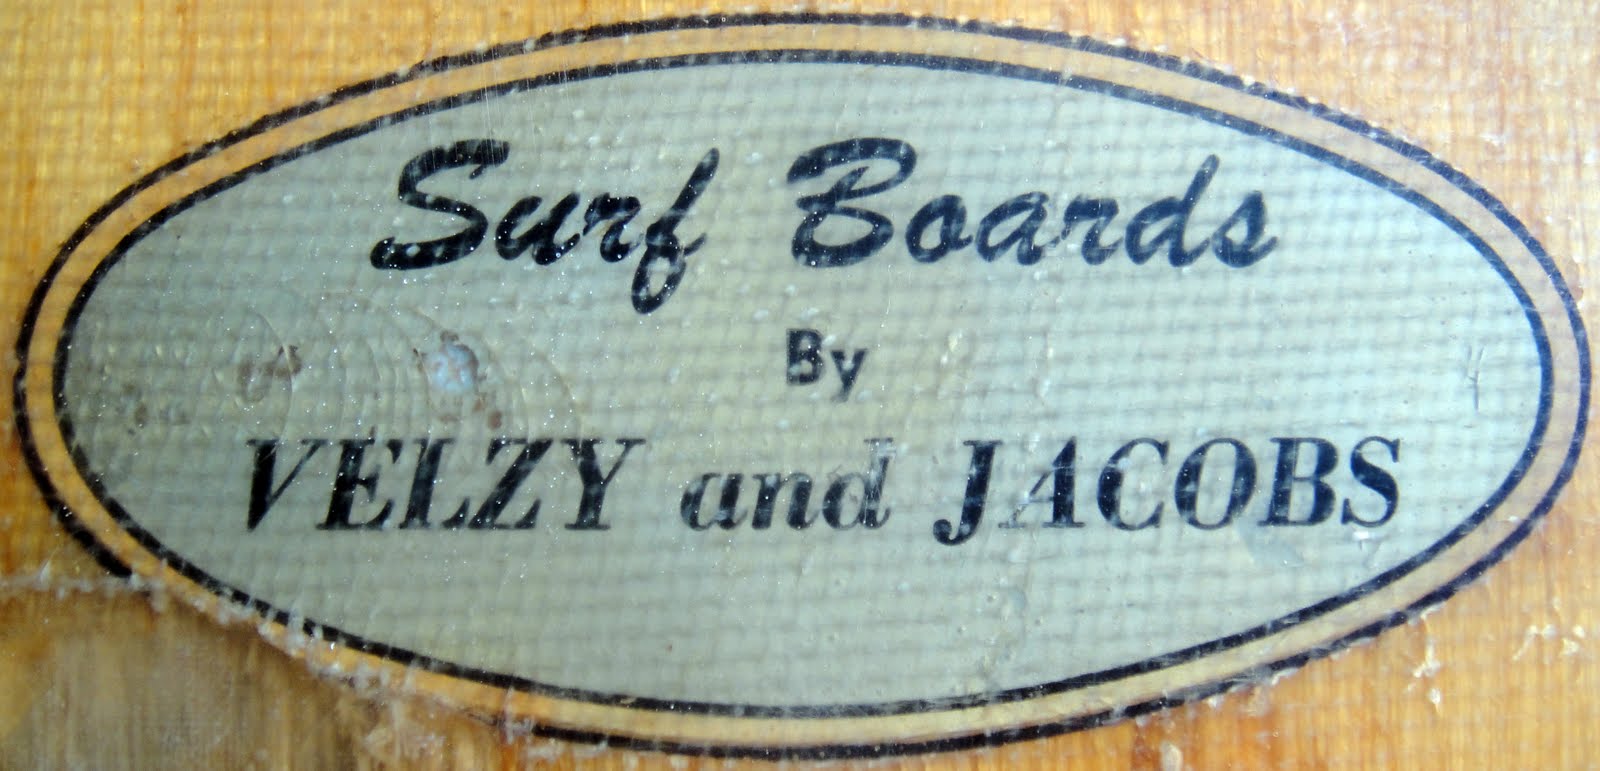 Surf Boards
By
VELZY and JACOBS